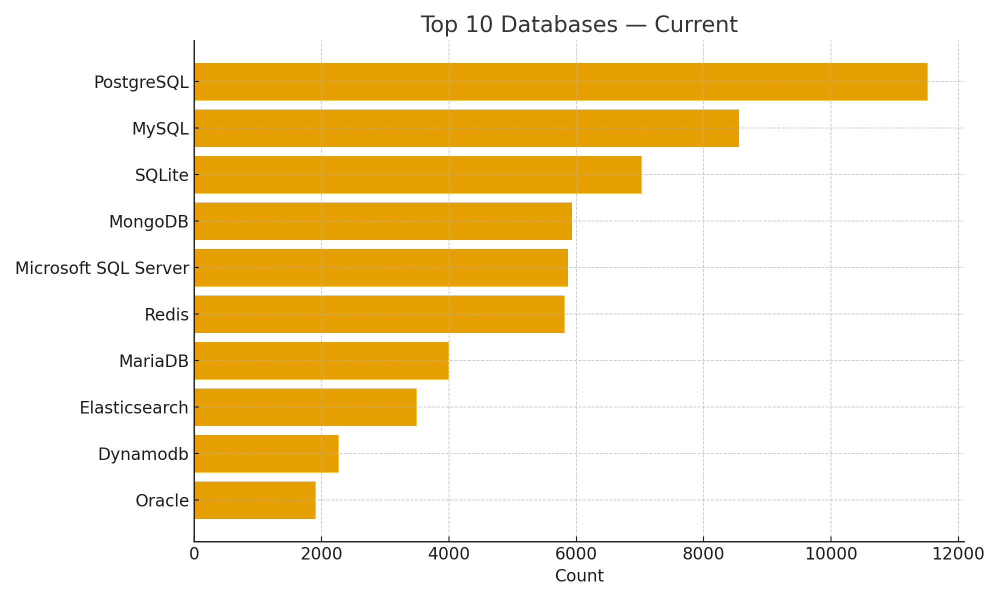 Top 10 Databases — Current
PostgreSQL
MySQL
SQLite
MongoDB
Microsoft SQL Server
Redis
MariaDB
Elasticsearch
Dynamodb
Oracle
0 2000 4000 6000 8000 10000 12000
Count